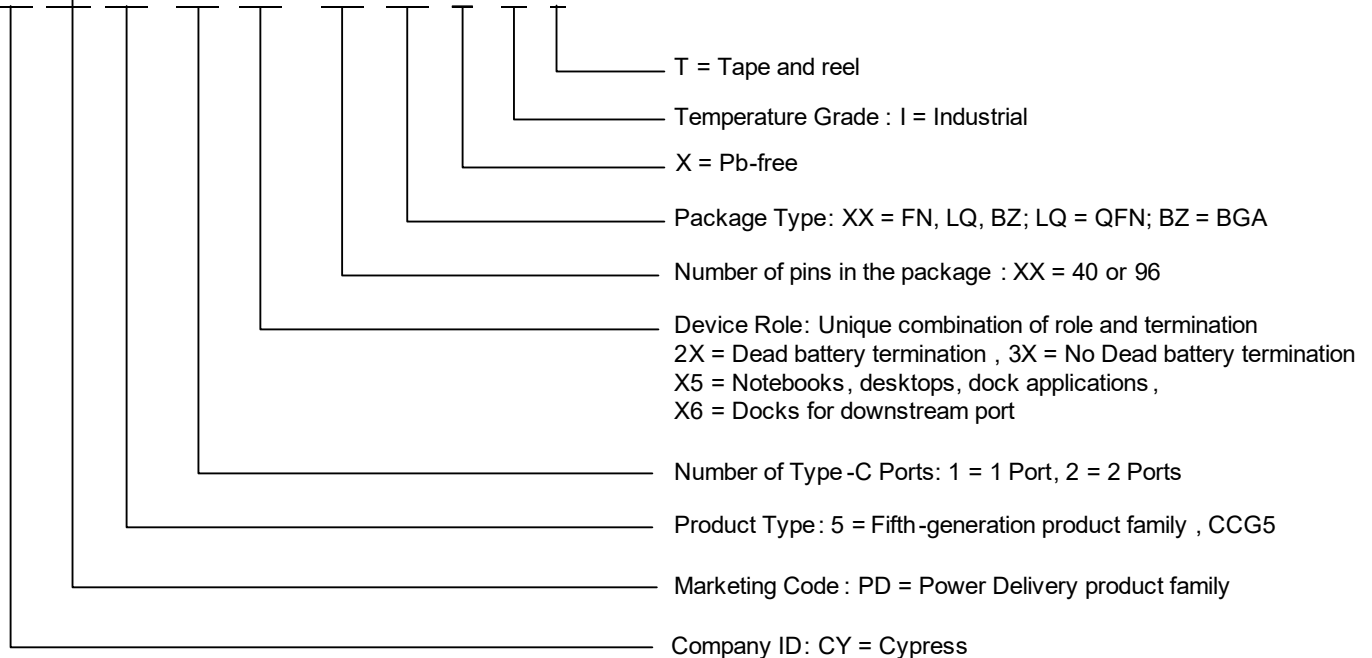 T = Tape and reel
Temperature Grade : I = Industrial
X = Pb-free
Package Type: XX = FN, LQ, BZ; LQ = QFN; BZ = BGA
Number of pins in the package : XX = 40 or 96
Device Role: Unique combination of role and termination
2X = Dead battery termination , 3X = No Dead battery termination
X5 = Notebooks, desktops, dock applications ,
X6 = Docks for downstream port
Number of Type-C Ports: 1 = 1 Port, 2 = 2 Ports
Product Type: 5 = Fifth-generation product family , CCG5
Marketing Code : PD = Power Delivery product family
Company ID: CY = Cypress